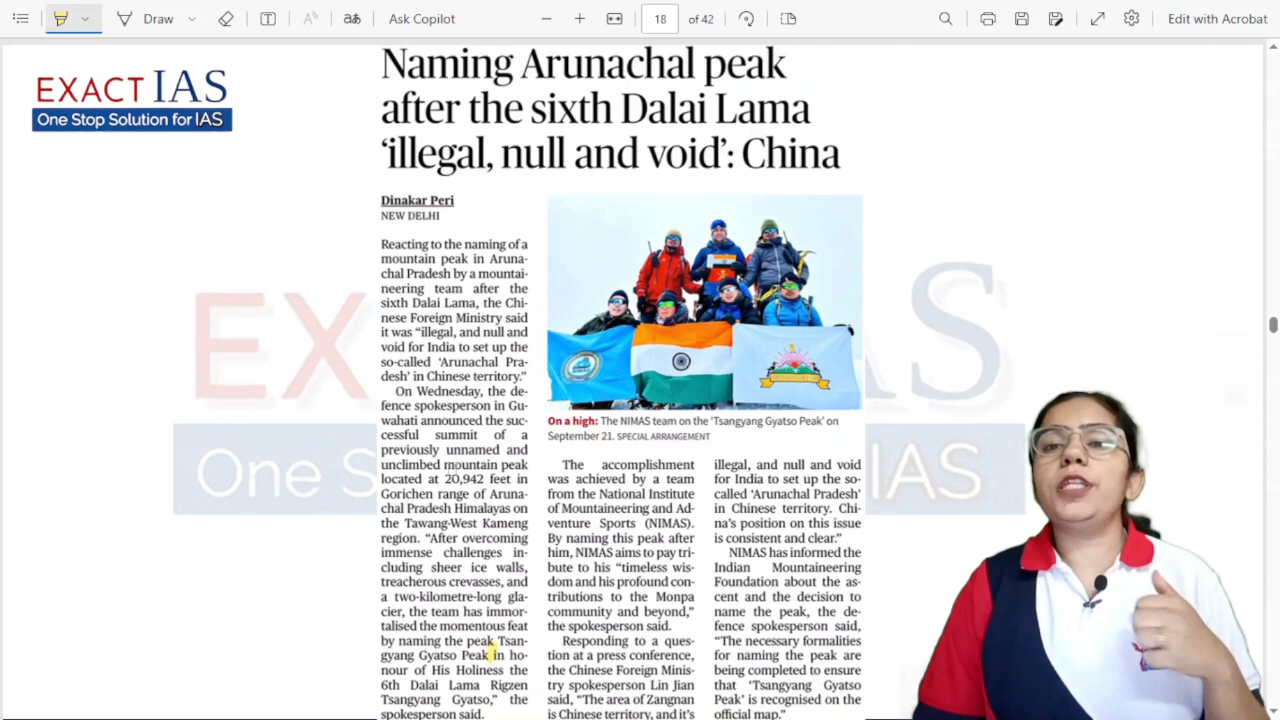 Draw
Ask Copilot
18
of 42
Edit with Acrobat
EXACT IAS
One Stop Solution for IAS
Naming Arunachal peak
after the sixth Dalai Lama
‘illegal, null and void’: China
Dinakar Peri
NEW DELHI
Reacting to the naming of a
mountain peak in Aruna-
chal Pradesh by a mountai-
neering team after the
sixth Dalai Lama, the Chi-
nese Foreign Ministry said
it was “illegal, and null and
void for India to set up the
so-called ‘Arunachal Pra-
desh’ in Chinese territory.”
On Wednesday, the de-
fence spokesperson in Gu-
wahati announced the suc-
cessful summit of a
previously unnamed and
unclimbed mountain peak
located at 20,942 feet in
Gorichen range of Aruna-
chal Pradesh Himalayas on
the Tawang-West Kameng
region. “After overcoming
immense challenges in-
cluding sheer ice walls,
treacherous crevasses, and
a two-kilometre-long gla-
cier, the team has immor-
talised the momentous feat
by naming the peak Tsan-
gyang Gyatso Peak in ho-
nour of His Holiness the
6th Dalai Lama Rigzen
Tsangyang Gyatso,” the
spokesperson said.
On a high: The NIMAS team on the ‘Tsangyang Gyatso Peak’ on
September 21. SPECIAL ARRANGEMENT
The accomplishment
was achieved by a team
from the National Institute
of Mountaineering and Ad-
venture Sports (NIMAS).
By naming this peak after
him, NIMAS aims to pay tri-
bute to his “timeless wis-
dom and his profound con-
tributions to the Monpa
community and beyond,”
the spokesperson said.
Responding to a ques-
tion at a press conference,
the Chinese Foreign Minis-
try spokesperson Lin Jian
said, “The area of Zangnan
is Chinese territory, and it’s
illegal, and null and void
for India to set up the so-
called ‘Arunachal Pradesh’
in Chinese territory. Chi-
na’s position on this issue
is consistent and clear.”
NIMAS has informed the
Indian Mountaineering
Foundation about the as-
cent and the decision to
name the peak, the de-
fence spokesperson said,
“The necessary formalities
for naming the peak are
being completed to ensure
that ‘Tsangyang Gyatso
Peak’ is recognised on the
official map.”
EX
AS
One S
IAS